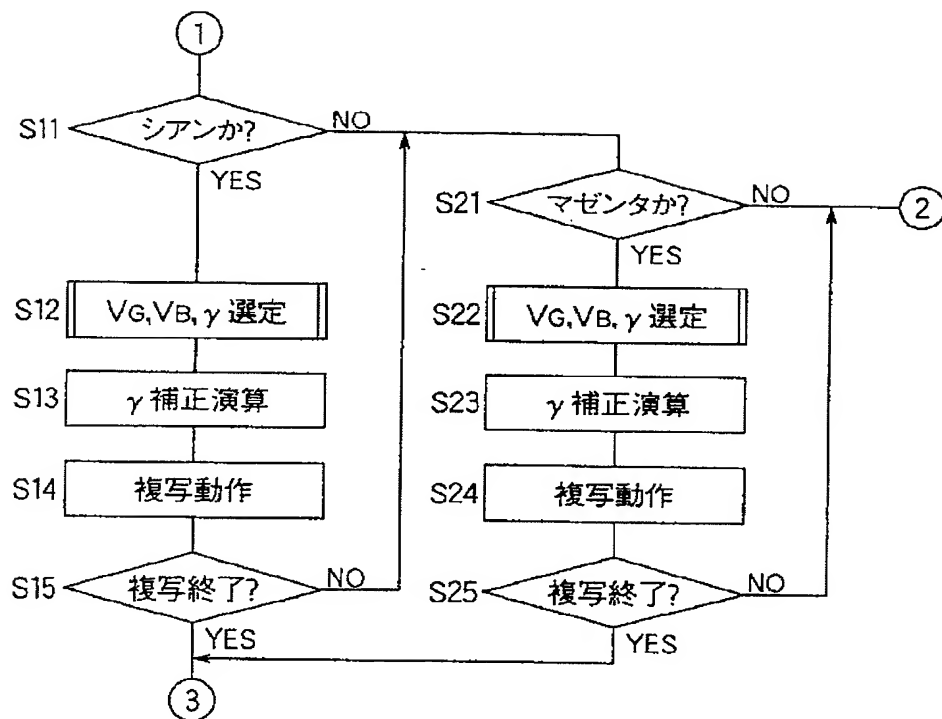 1
S11
シアンか?
NO
YES
S12
VG,VB,γ 選定
S13
γ 補正演算
S14
複写動作
S15
複写終了?
NO
YES
3
S21
マゼンタか?
NO
2
YES
S22
VG,VB,γ 選定
S23
γ 補正演算
S24
複写動作
S25
複写終了?
NO
YES